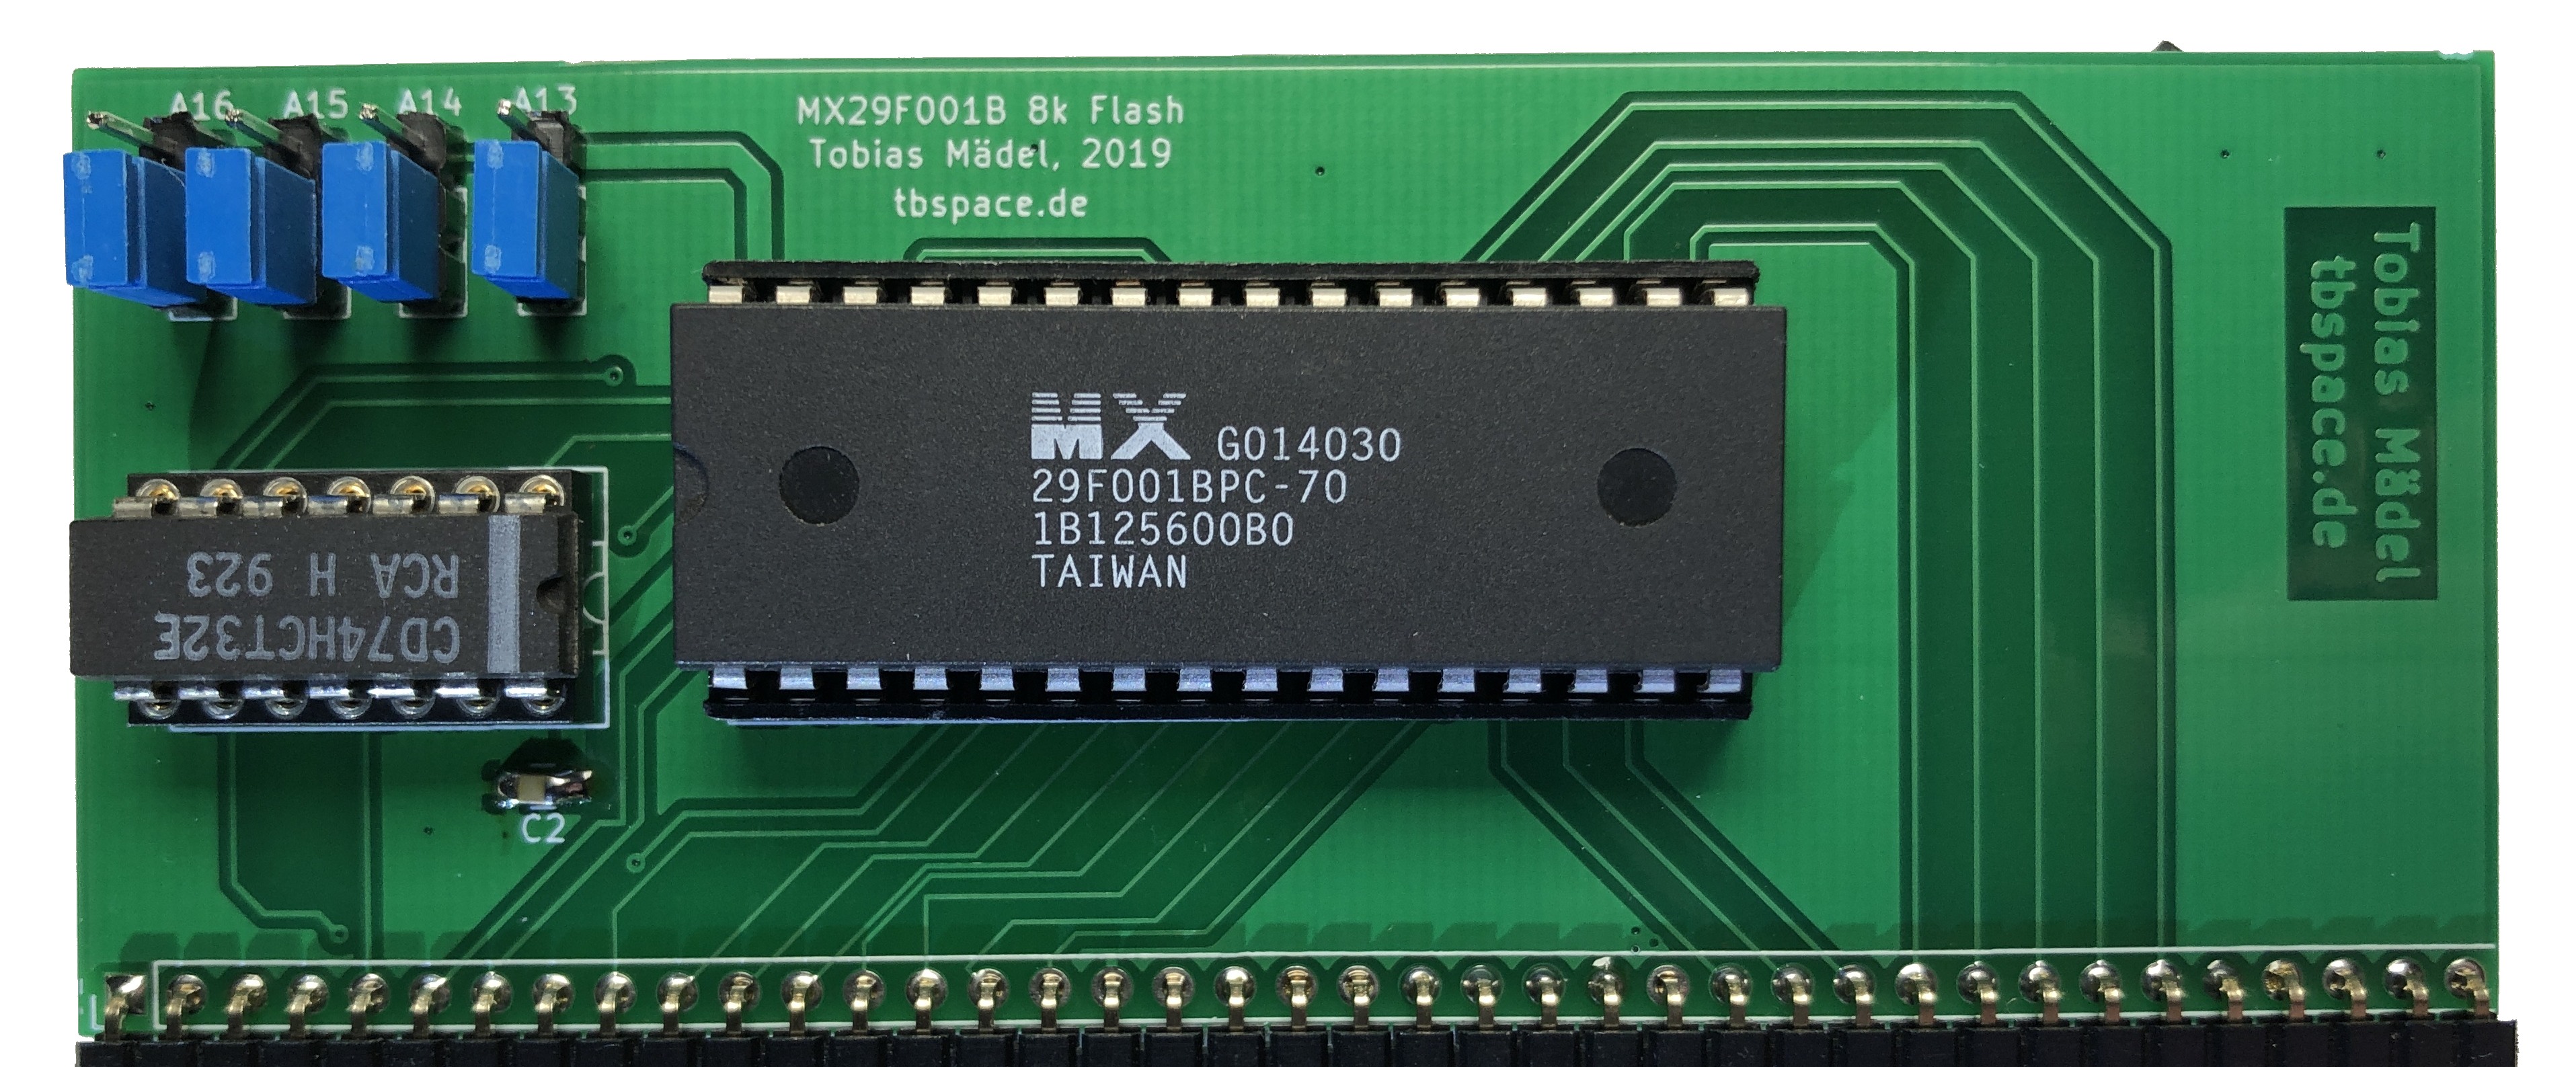 A16 A15 A14 A13
MX29F001B 8k Flash
Tobias Mädel, 2019
tbspace.de
MX G014030
29F001BPC-70
1B125600B0
TAIWAN
CD74HCT32E
RCA H 923
C2
Tobias Mädel
tbspace.de